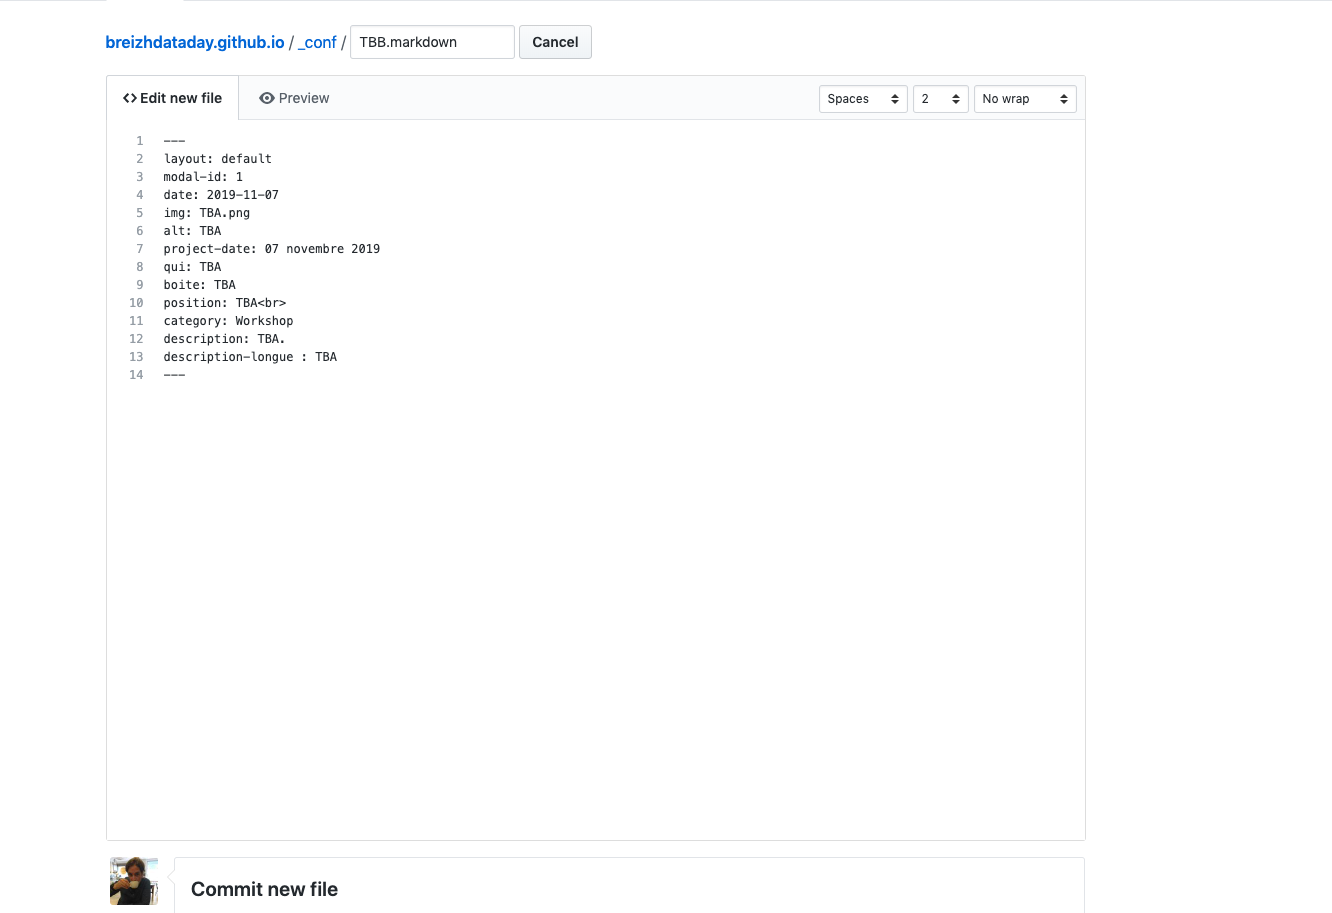 breizhdataday.github.io / _conf / TBB.markdown Cancel
<> Edit new file Preview Spaces 2 No wrap
1 ---
2 layout: default
3 modal-id: 1
4 date: 2019-11-07
5 img: TBA.png
6 alt: TBA
7 project-date: 07 novembre 2019
8 qui: TBA
9 boite: TBA
10 position: TBA<br>
11 category: Workshop
12 description: TBA.
13 description-longue : TBA
14 ---
Commit new file